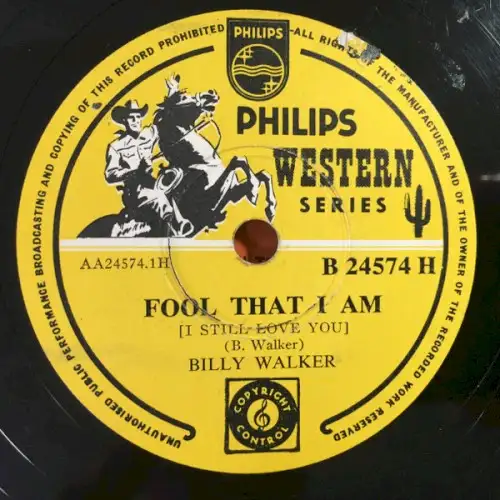 UNAUTHORISED PUBLIC PERFORMANCE BROADCASTING AND COPYING OF THIS RECORD PROHIBITED - ALL RIGHTS OF THE MANUFACTURER AND OF THE OWNER OF THE RECORDED WORK RESERVED
PHILIPS
PHILIPS
WESTERN
SERIES
AA24574.1H
B 24574 H
FOOL THAT I AM
[I STILL LOVE YOU]
(B. Walker)
BILLY WALKER
COPYRIGHT
CONTROL